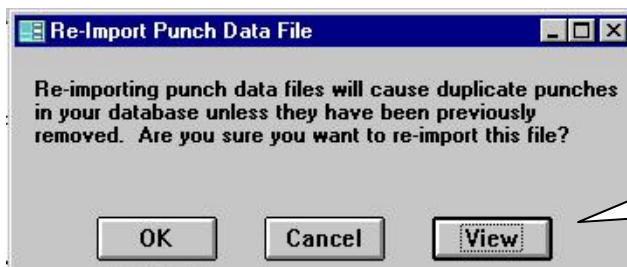 Re-Import Punch Data File
Re-importing punch data files will cause duplicate punches
in your database unless they have been previously
removed. Are you sure you want to re-import this file?
OK Cancel View